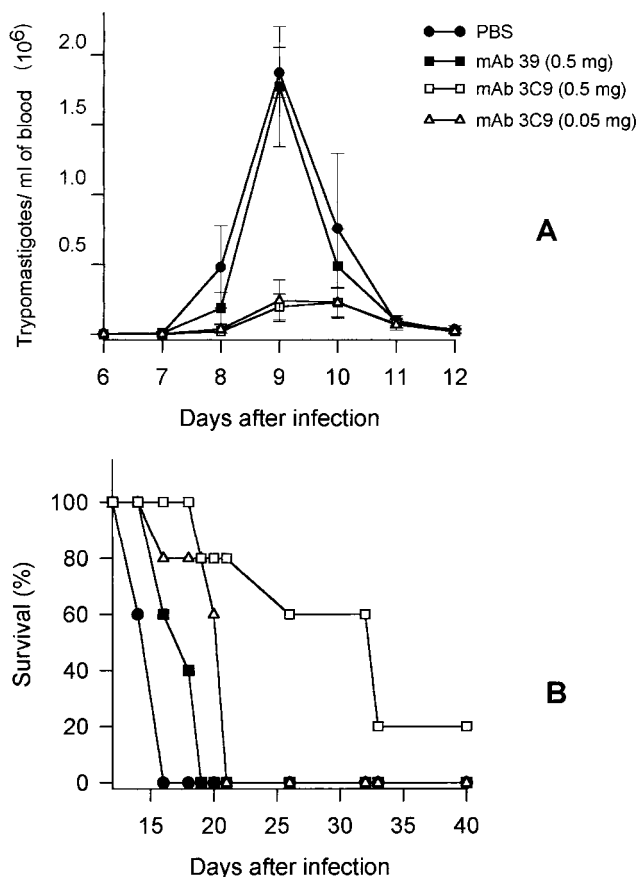 Trypomastigotes/ ml of blood (10⁶)
2.0
1.5
1.0
0.5
6 7 8 9 10 11 12
Days after infection
PBS
mAb 39 (0.5 mg)
mAb 3C9 (0.5 mg)
mAb 3C9 (0.05 mg)
A
Survival (%)
100
80
60
40
20
0
15 20 25 30 35 40
Days after infection
B